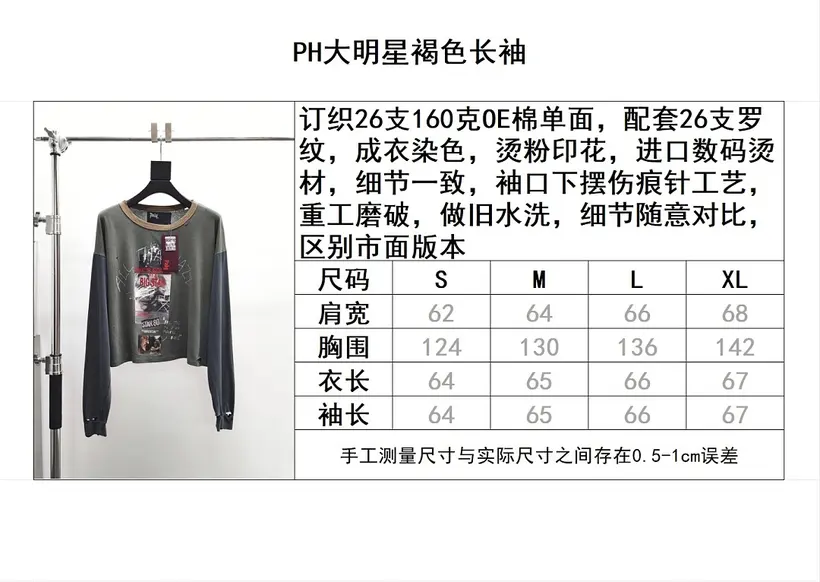 PH大明星褐色长袖
订织26支160克OE棉单面，配套26支罗
纹，成衣染色，烫粉印花，进口数码烫
材，细节一致，袖口下摆伤痕针工艺，
重工磨破，做旧水洗，细节随意对比，
区别市面版本
尺码 S M L XL
肩宽 62 64 66 68
胸围 124 130 136 142
衣长 64 65 66 67
袖长 64 65 66 67
手工测量尺寸与实际尺寸之间存在0.5-1cm误差